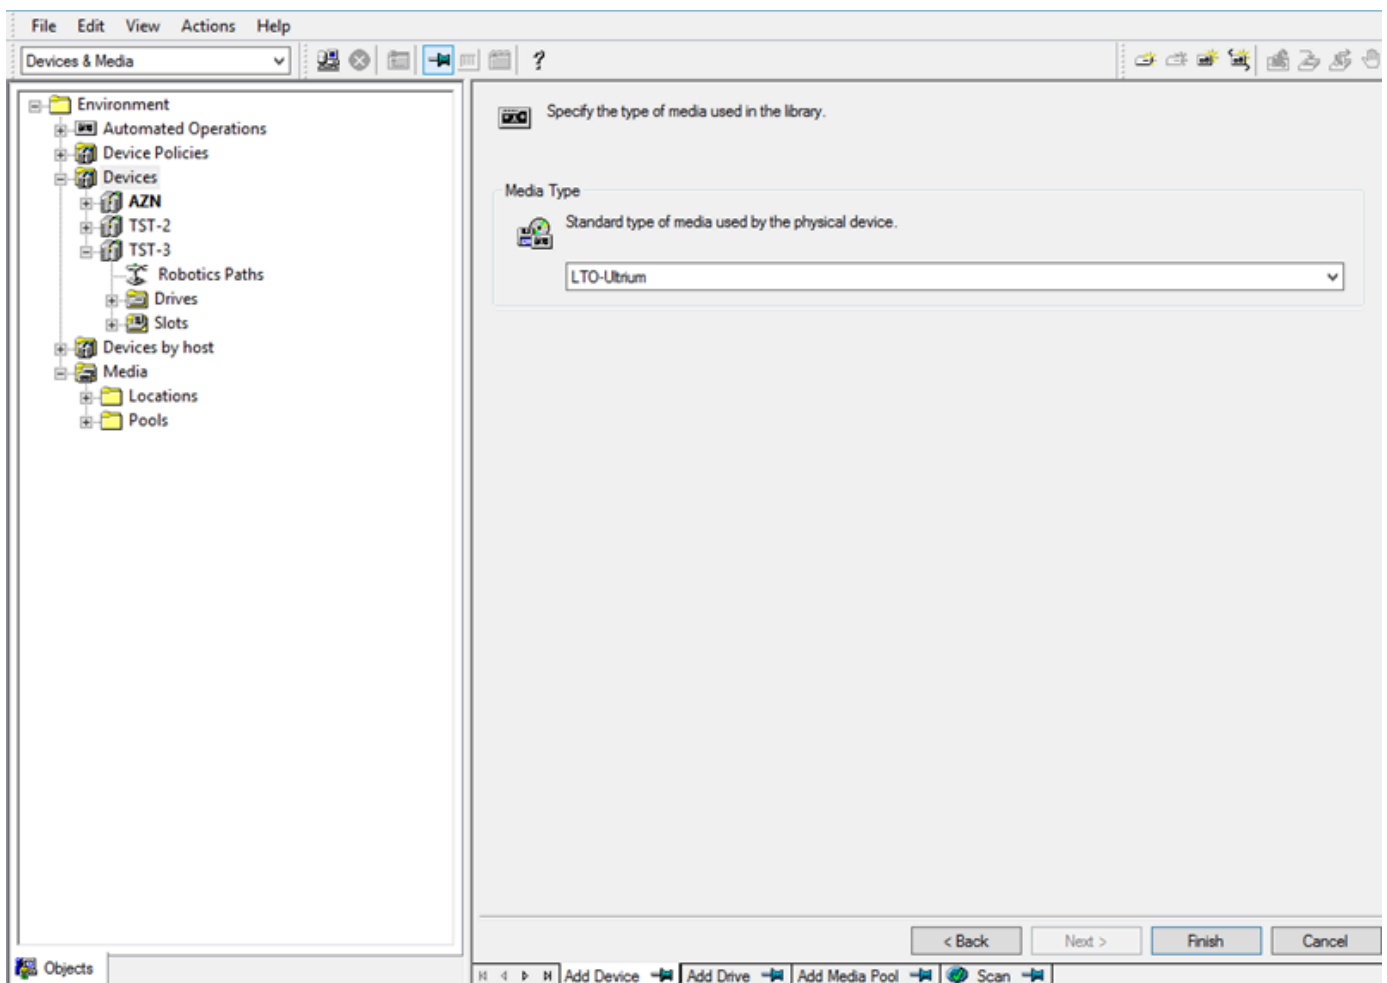 File Edit View Actions Help
Devices & Media
?
Environment
Automated Operations
Device Policies
Devices
AZN
TST-2
TST-3
Robotics Paths
Drives
Slots
Devices by host
Media
Locations
Pools
Specify the type of media used in the library.
Media Type
Standard type of media used by the physical device.
LTO-Ultrium
< Back Next > Finish Cancel
Objects
Add Device Add Drive Add Media Pool Scan